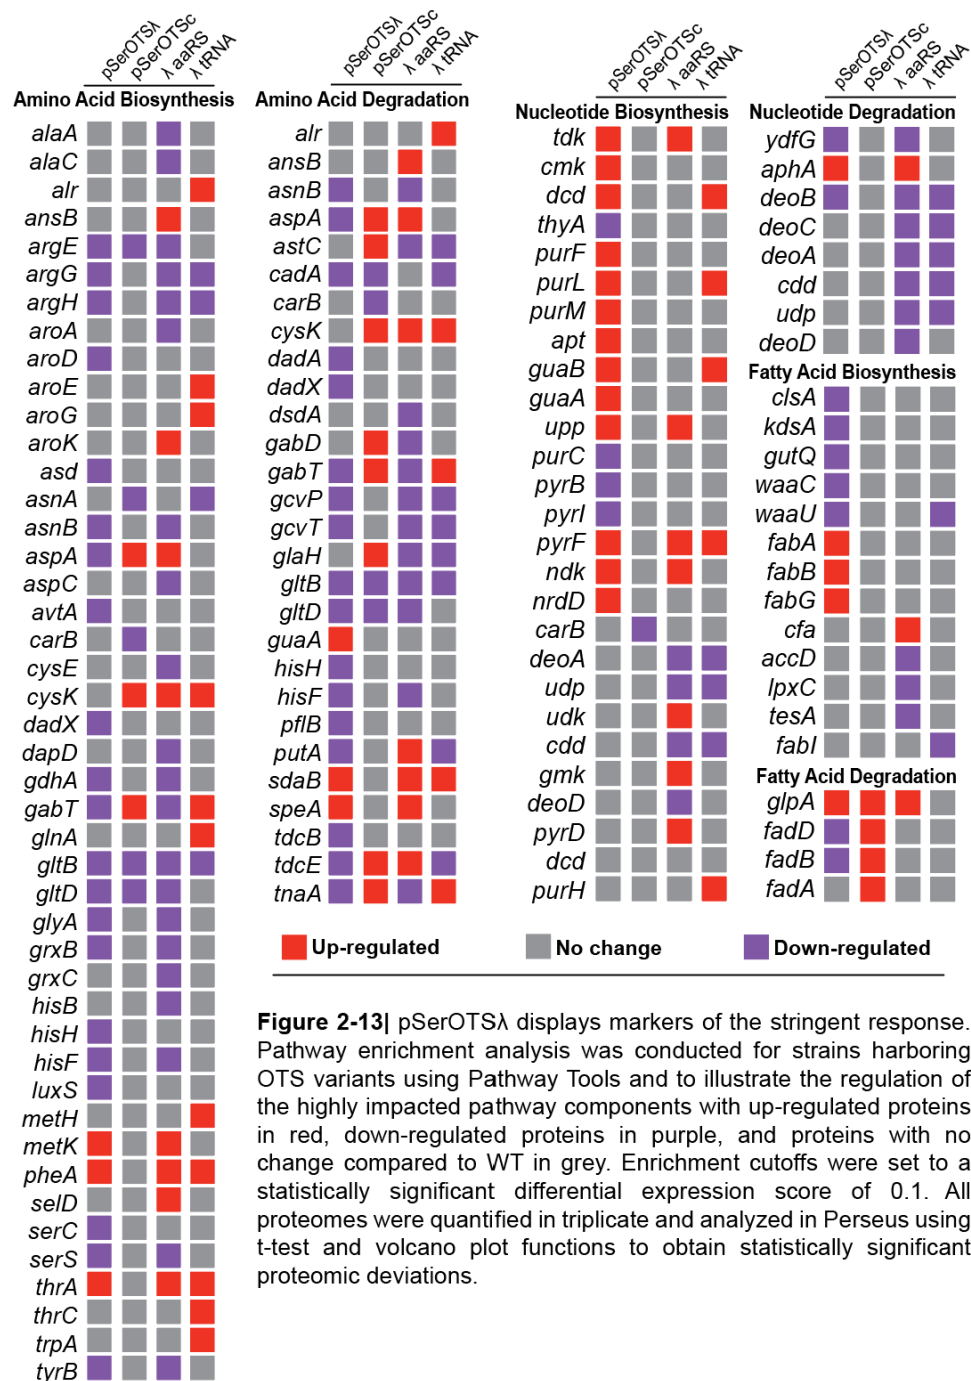 pSerOTSλ
pSerOTSc
λ aaRS
λ tRNA
Amino Acid Biosynthesis
alaA
alaC
alr
ansB
argE
argG
argH
aroA
aroD
aroE
aroG
aroK
asd
asnA
asnB
aspA
aspC
avtA
carB
cysE
cysK
dadX
dapD
gdhA
gabT
glnA
gltB
gltD
glyA
grxB
grxC
hisB
hisH
hisF
luxS
metH
metK
pheA
selD
serC
serS
thrA
thrC
trpA
tyrB
pSerOTSλ
pSerOTSc
λ aaRS
λ tRNA
Amino Acid Degradation
alr
ansB
asnB
aspA
astC
cadA
carB
cysK
dadA
dadX
dsdA
gabD
gabT
gcvP
gcvT
glaH
gltB
gltD
guaA
hisH
hisF
pflB
putA
sdaB
speA
tdcB
tdcE
tnaA
pSerOTSλ
pSerOTSc
λ aaRS
λ tRNA
Nucleotide Biosynthesis
tdk
cmk
dcd
thyA
purF
purL
purM
apt
guaB
guaA
upp
purC
pyrB
pyrI
pyrF
ndk
nrdD
carB
deoA
udp
udk
cdd
gmk
deoD
pyrD
dcd
purH
pSerOTSλ
pSerOTSc
λ aaRS
λ tRNA
Nucleotide Degradation
ydfG
aphA
deoB
deoC
deoA
cdd
udp
deoD
Fatty Acid Biosynthesis
clsA
kdsA
gutQ
waaC
waaU
fabA
fabB
fabG
cfa
accD
lpxC
tesA
fabI
Fatty Acid Degradation
glpA
fadD
fadB
fadA
Up-regulated
No change
Down-regulated
Figure 2-13| pSerOTSλ displays markers of the stringent response.
Pathway enrichment analysis was conducted for strains harboring
OTS variants using Pathway Tools and to illustrate the regulation of
the highly impacted pathway components with up-regulated proteins
in red, down-regulated proteins in purple, and proteins with no
change compared to WT in grey. Enrichment cutoffs were set to a
statistically significant differential expression score of 0.1. All
proteomes were quantified in triplicate and analyzed in Perseus using
t-test and volcano plot functions to obtain statistically significant
proteomic deviations.